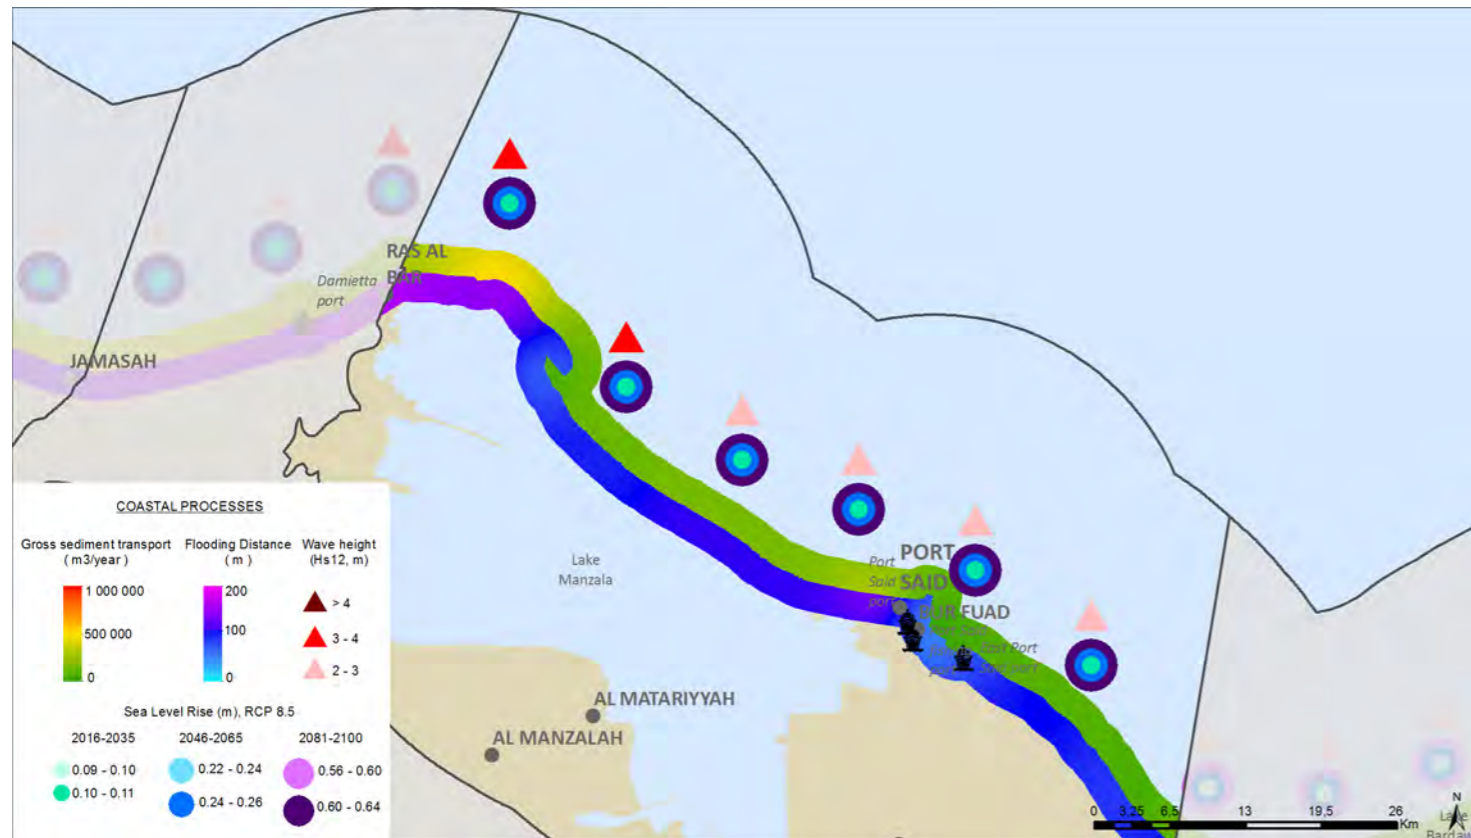 RAS AL
BAR
Damietta
port
JAMASAH
Lake
Manzala
Port
Said
port
PORT
SAID
FUAD
East Port
AL MATARIYYAH
AL MANZALAH
COASTAL PROCESSES
Gross sediment transport
( m3/year )
1 000 000
500 000
0
Flooding Distance
( m )
200
100
0
Wave height
(Hs12, m)
> 4
3 - 4
2 - 3
Sea Level Rise (m), RCP 8.5
2016-2035
2046-2065
2081-2100
0.09 - 0.10
0.22 - 0.24
0.56 - 0.60
0.10 - 0.11
0.24 - 0.26
0.60 - 0.64
0 3,25 6,5 13 19,5 26
Km
N
Lake